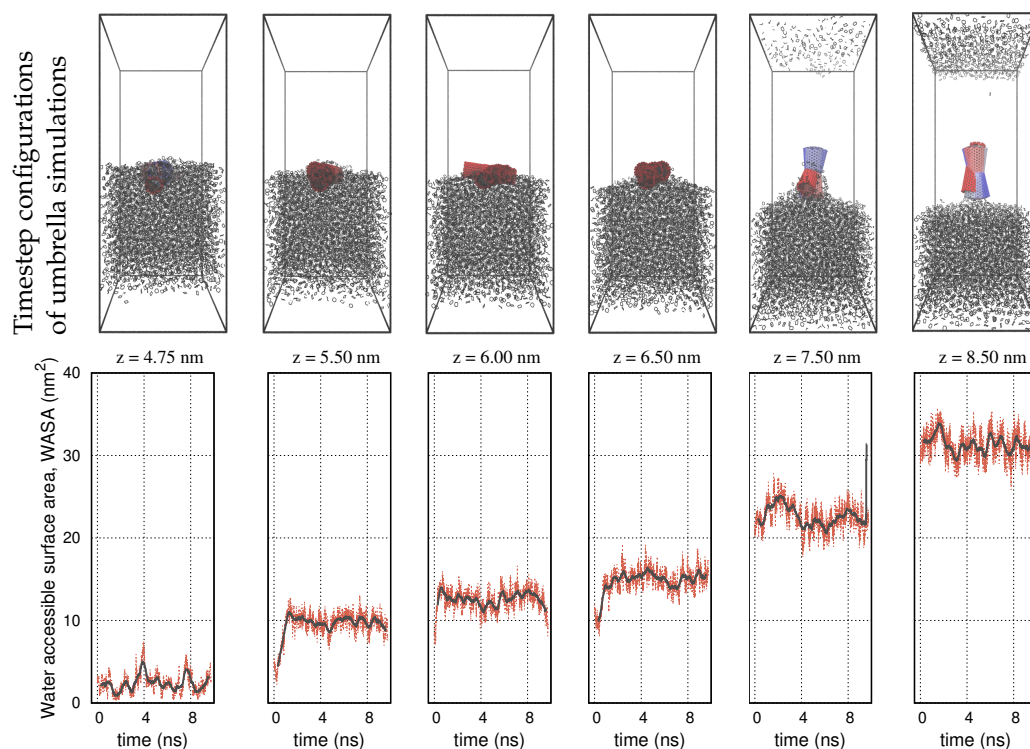 Timestep configurations
of umbrella simulations
z = 4.75 nm
z = 5.50 nm
z = 6.00 nm
z = 6.50 nm
z = 7.50 nm
z = 8.50 nm
Water accessible surface area, WASA (nm²)
40
30
20
10
0
0 4 8
0 4 8
0 4 8
0 4 8
0 4 8
0 4 8
time (ns)
time (ns)
time (ns)
time (ns)
time (ns)
time (ns)